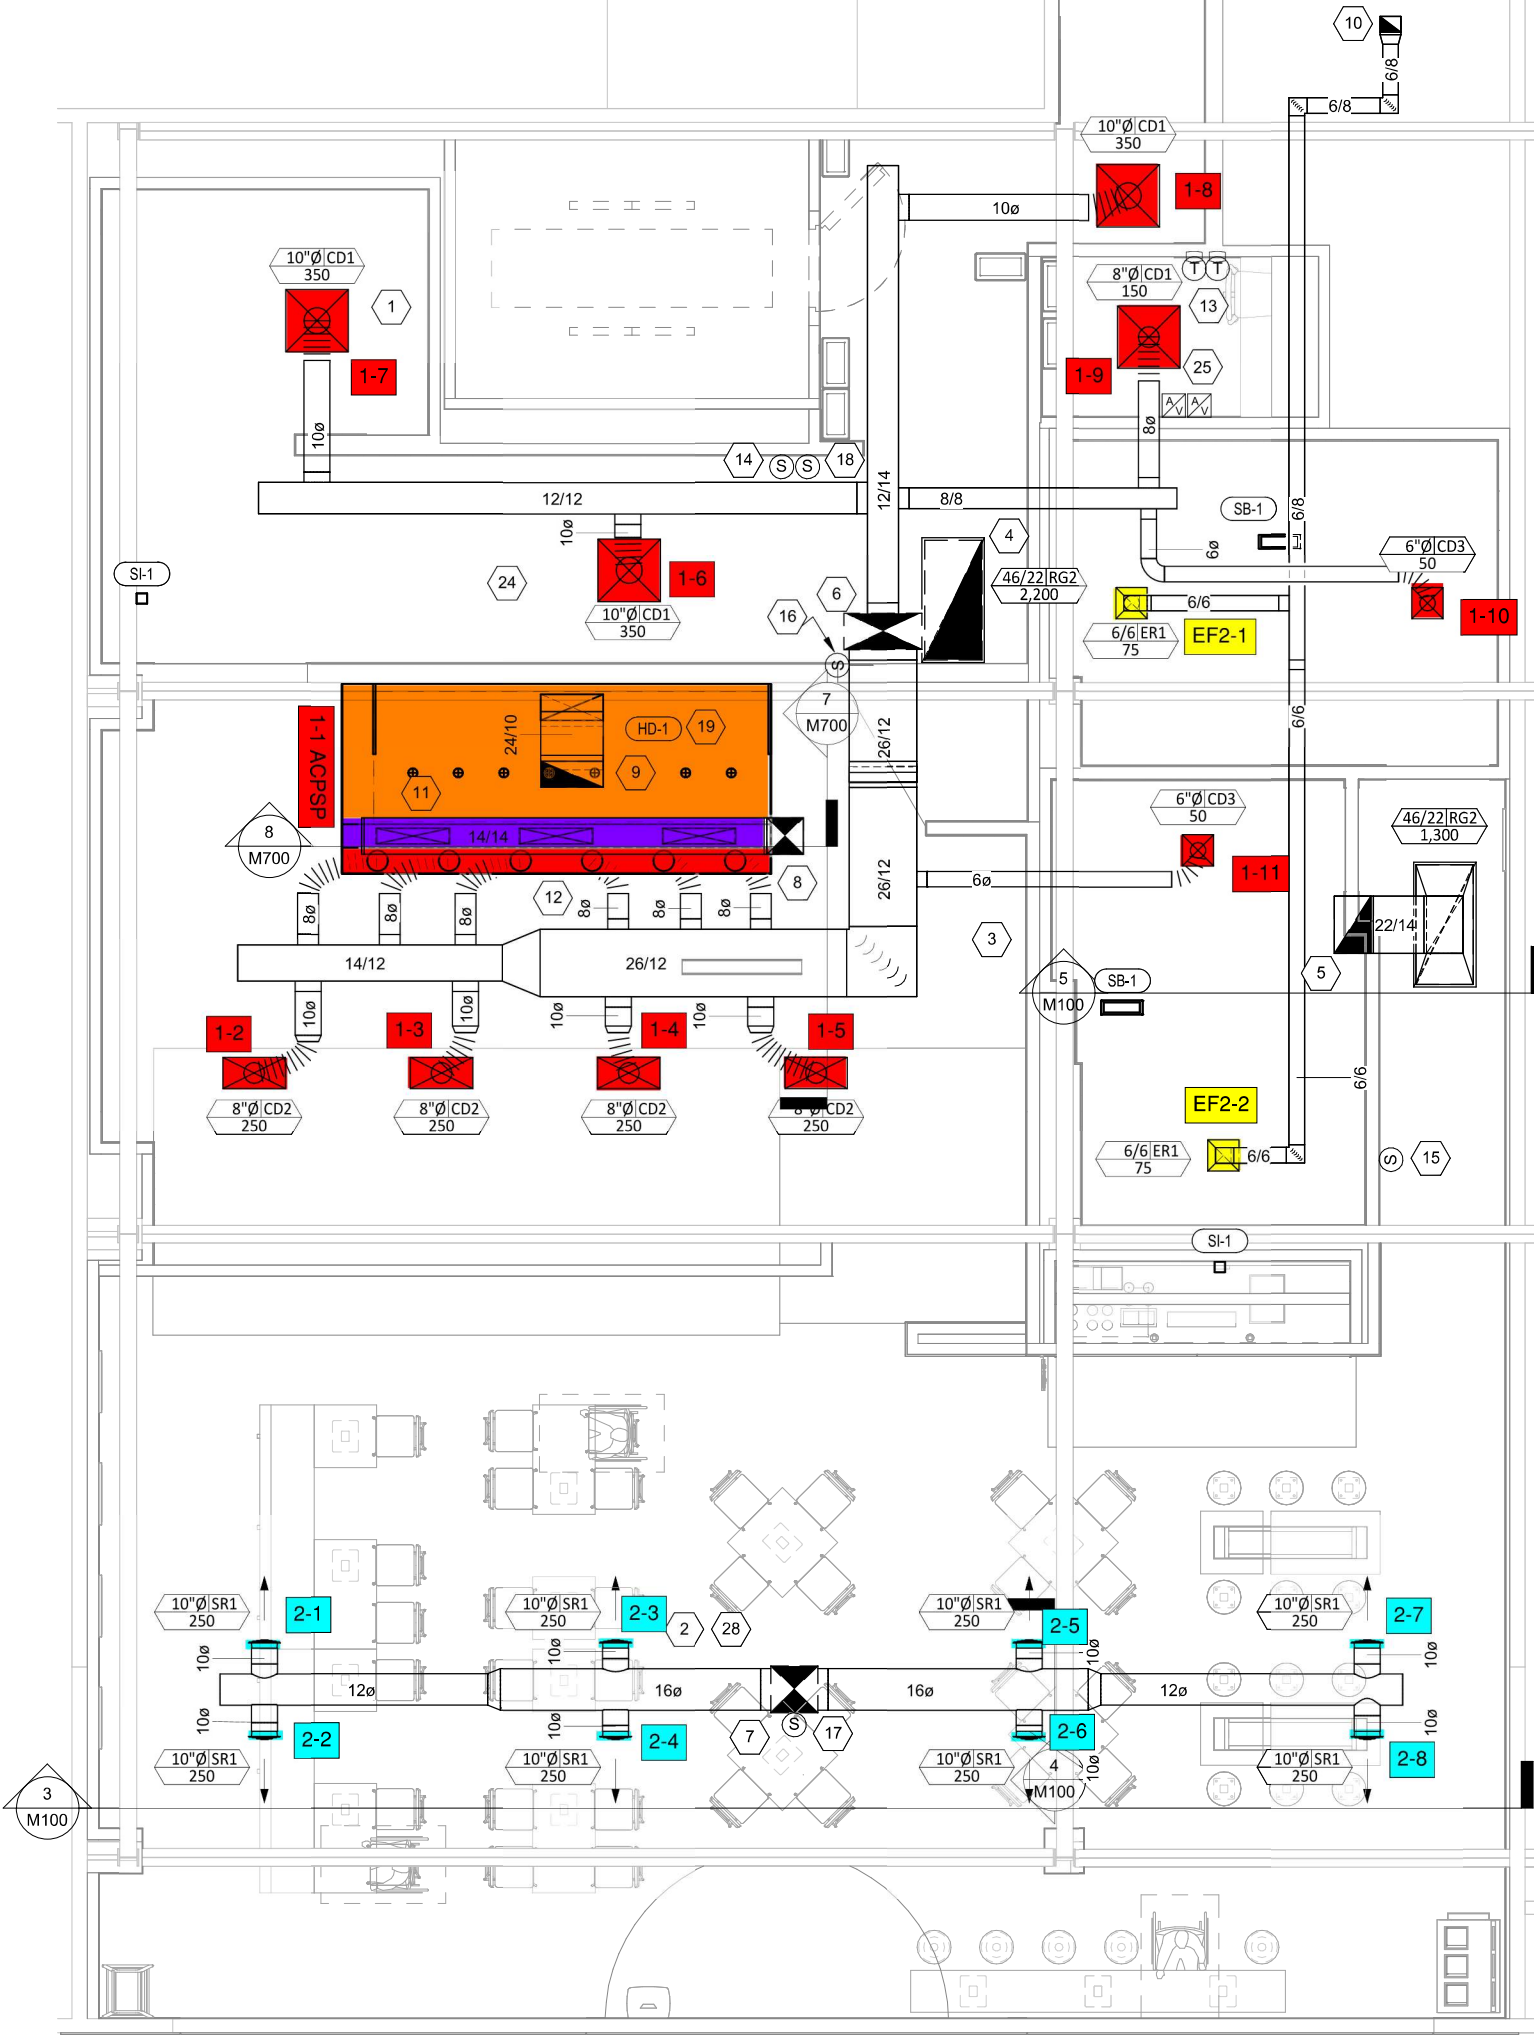 10
6/8
6/8
10"Ø CD1
350
1-8
10ø
10"Ø CD1
350
1
8"Ø CD1
150
T T
13
1-7
1-9
25
A/V A/V
10ø
8ø
14
S S
18
12/12
12/14
8/8
SB-1
6/8
10ø
6ø
4
6"Ø CD3
50
SI-1
24
1-6
46/22 RG2
2,200
6
16
10"Ø CD1
350
6/6
1-10
6/6 ER1
75
EF2-1
S
7
M700
1-1 ACPSP
24/10
HD-1
19
26/12
6/6
9
11
6"Ø CD3
50
46/22 RG2
1,300
8
M700
14/14
1-11
6ø
26/12
8
12
8ø
8ø
8ø
8ø
8ø
8ø
22/14
3
14/12
26/12
5
M100
SB-1
5
10ø
10ø
10ø
10ø
1-2
1-3
1-4
1-5
6/6
8"Ø CD2
250
8"Ø CD2
250
8"Ø CD2
250
8"Ø CD2
250
EF2-2
6/6 ER1
75
6/6
S
15
SI-1
10"Ø SR1
250
2-1
10"Ø SR1
250
2-3
2
28
10"Ø SR1
250
2-5
10"Ø SR1
250
2-7
10ø
10ø
10ø
10ø
12ø
16ø
16ø
12ø
10ø
10ø
10ø
10ø
2-2
2-4
7
S
17
2-6
2-8
10"Ø SR1
250
10"Ø SR1
250
10"Ø SR1
250
10"Ø SR1
250
4
M100
3
M100